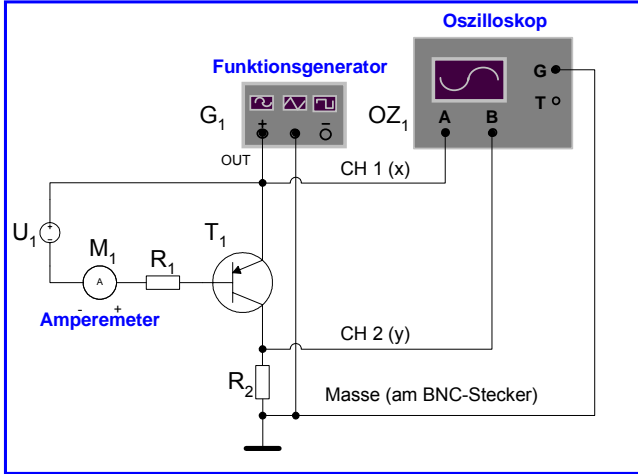 Oszilloskop
Funktionsgenerator
G
T
A B
G1
OZ1
+ −
OUT
CH 1 (x)
+
−
U1
M1
R1
T1
A
- +
Amperemeter
CH 2 (y)
R2
Masse (am BNC-Stecker)